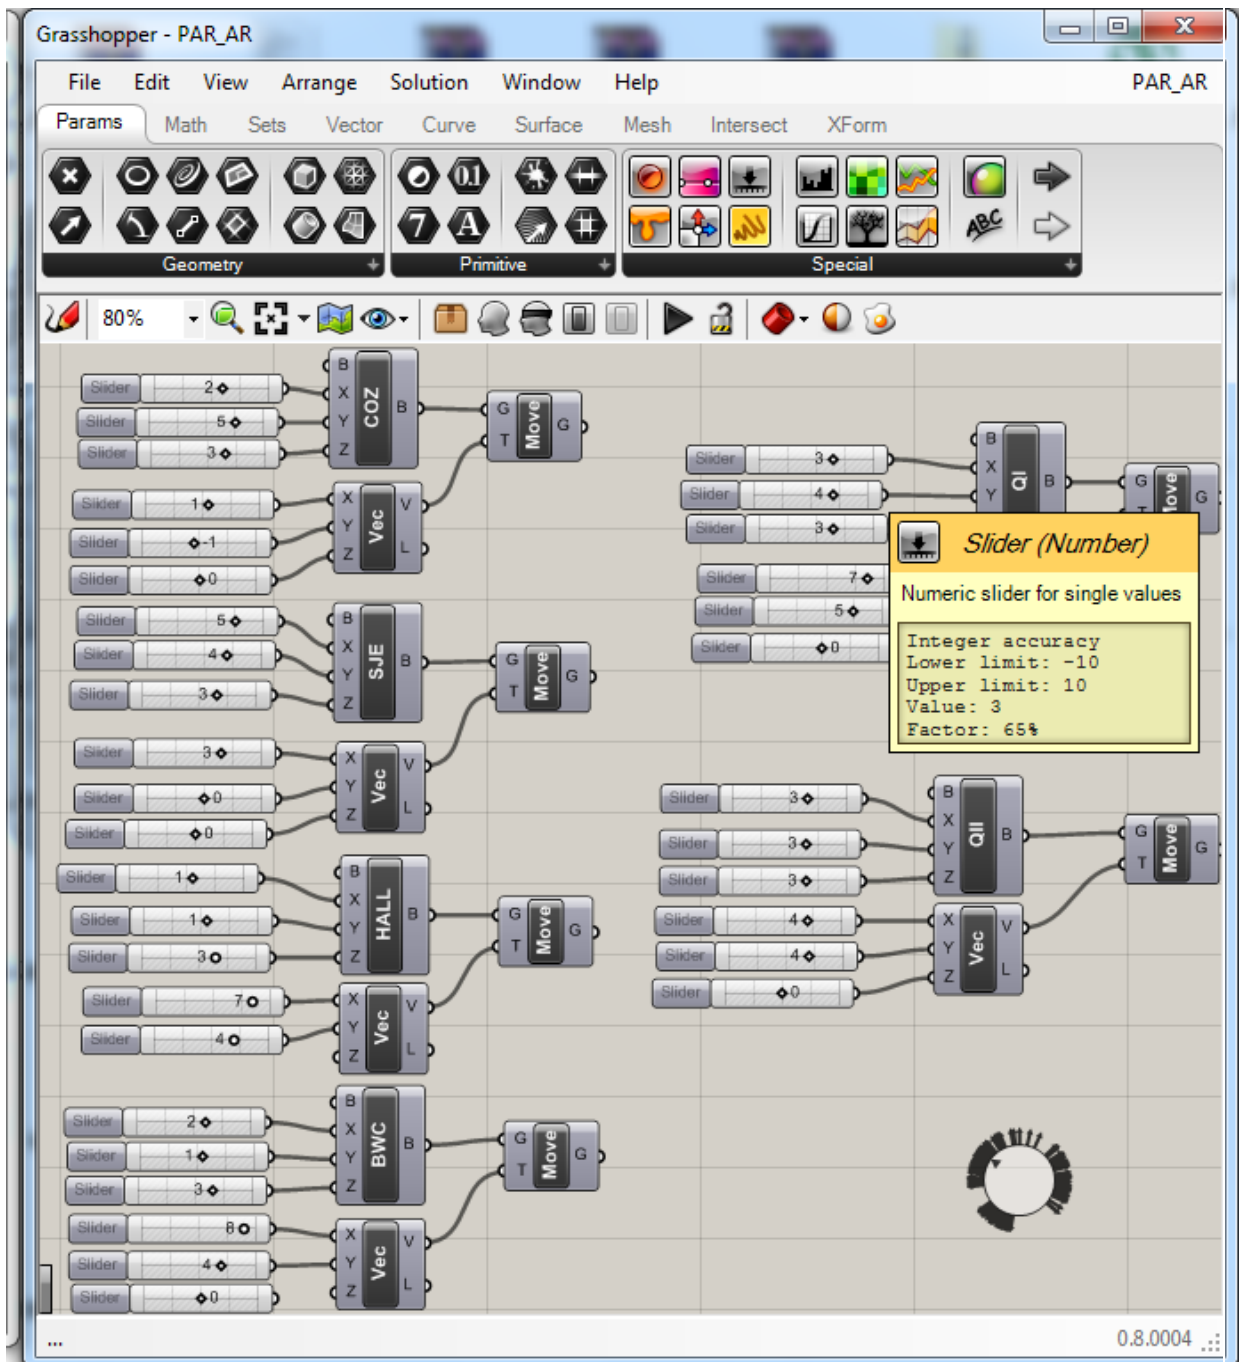 Grasshopper - PAR_AR
File Edit View Arrange Solution Window Help PAR_AR
Params Math Sets Vector Curve Surface Mesh Intersect XForm
0.1
7 A ABC
Geometry Primitive Special
80%
B
Slider 2 X COZ B
Slider 5 Y
Slider 3 Z
G Move G
T
Slider 1 X Vec V
Slider -1 Y
Slider 0 Z L
B
Slider 5 X SJE B
Slider 4 Y
Slider 3 Z
G Move G
T
Slider 3 X Vec V
Slider 0 Y
Slider 0 Z L
B
Slider 1 X HALL B
Slider 1 Y
Slider 3 Z
G Move G
T
Slider 7 X Vec V
Slider 4 Y
Z L
B
Slider 2 X BWC B
Slider 1 Y
Slider 3 Z
G Move G
T
Slider 8 X Vec V
Slider 4 Y
Slider 0 Z L
B
Slider 3 X QI B
Slider 4 Y
Slider 3
G G
Slider 7
Slider 5
Slider 0
Slider (Number)
Numeric slider for single values
Integer accuracy
Lower limit: -10
Upper limit: 10
Value: 3
Factor: 65%
B
Slider 3 X QII B
Slider 3 Y
Slider 3 Z
G Move G
T
Slider 4 X Vec V
Slider 4 Y
Slider 0 Z L
... 0.8.0004